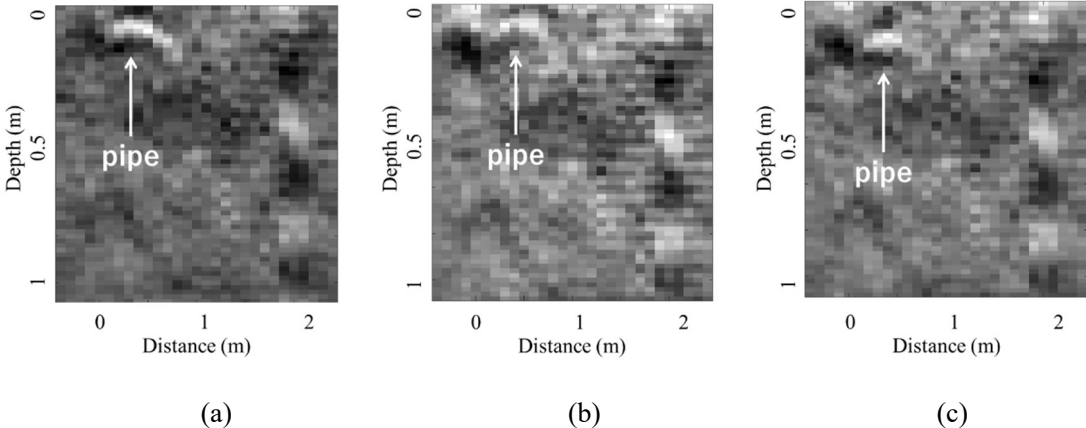 0
0.5
1
Depth (m)
pipe
0 1 2
Distance (m)
(a)
0
0.5
1
Depth (m)
pipe
0 1 2
Distance (m)
(b)
0
0.5
1
Depth (m)
pipe
0 1 2
Distance (m)
(c)